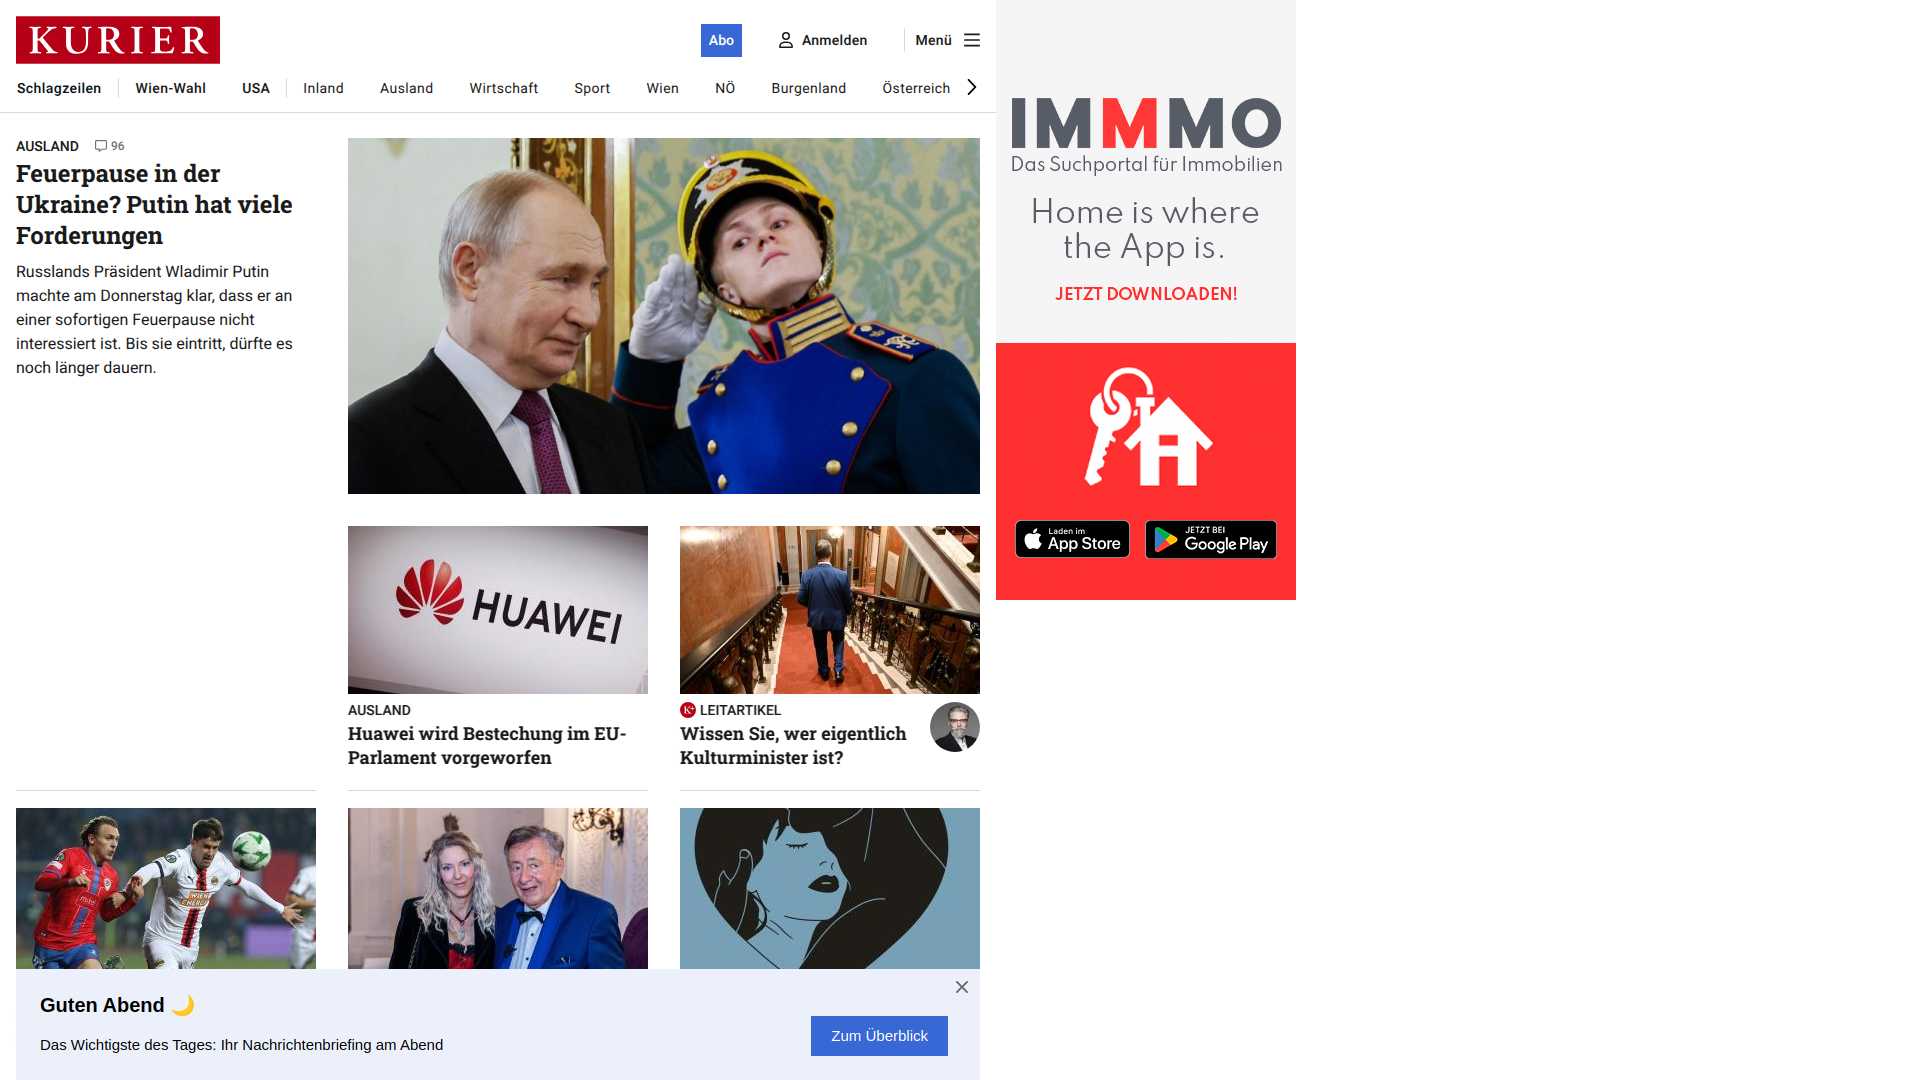 KURIER
Abo
Anmelden
Menü
Schlagzeilen
Wien-Wahl
USA
Inland
Ausland
Wirtschaft
Sport
Wien
NÖ
Burgenland
Österreich
AUSLAND 96
Feuerpause in der
Ukraine? Putin hat viele
Forderungen
Russlands Präsident Wladimir Putin
machte am Donnerstag klar, dass er an
einer sofortigen Feuerpause nicht
interessiert ist. Bis sie eintritt, dürfte es
noch länger dauern.
HUAWEI
AUSLAND
Huawei wird Bestechung im EU-
Parlament vorgeworfen
K+ LEITARTIKEL
Wissen Sie, wer eigentlich
Kulturminister ist?
WIEN
ENERGIE
Guten Abend 🌙
Das Wichtigste des Tages: Ihr Nachrichtenbriefing am Abend
Zum Überblick
IMMMO
Das Suchportal für Immobilien
Home is where
the App is.
JETZT DOWNLOADEN!
Laden im
App Store
JETZT BEI
Google Play